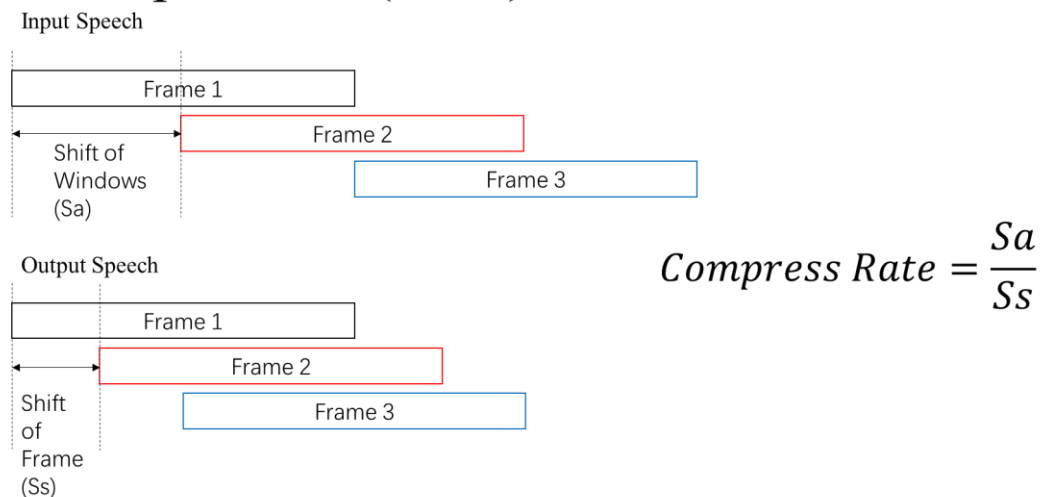 Input Speech
Frame 1
Frame 2
Shift of
Windows
(Sa)
Frame 3
Output Speech
Compress Rate = Sa/Ss
Frame 1
Frame 2
Shift
of
Frame
(Ss)
Frame 3